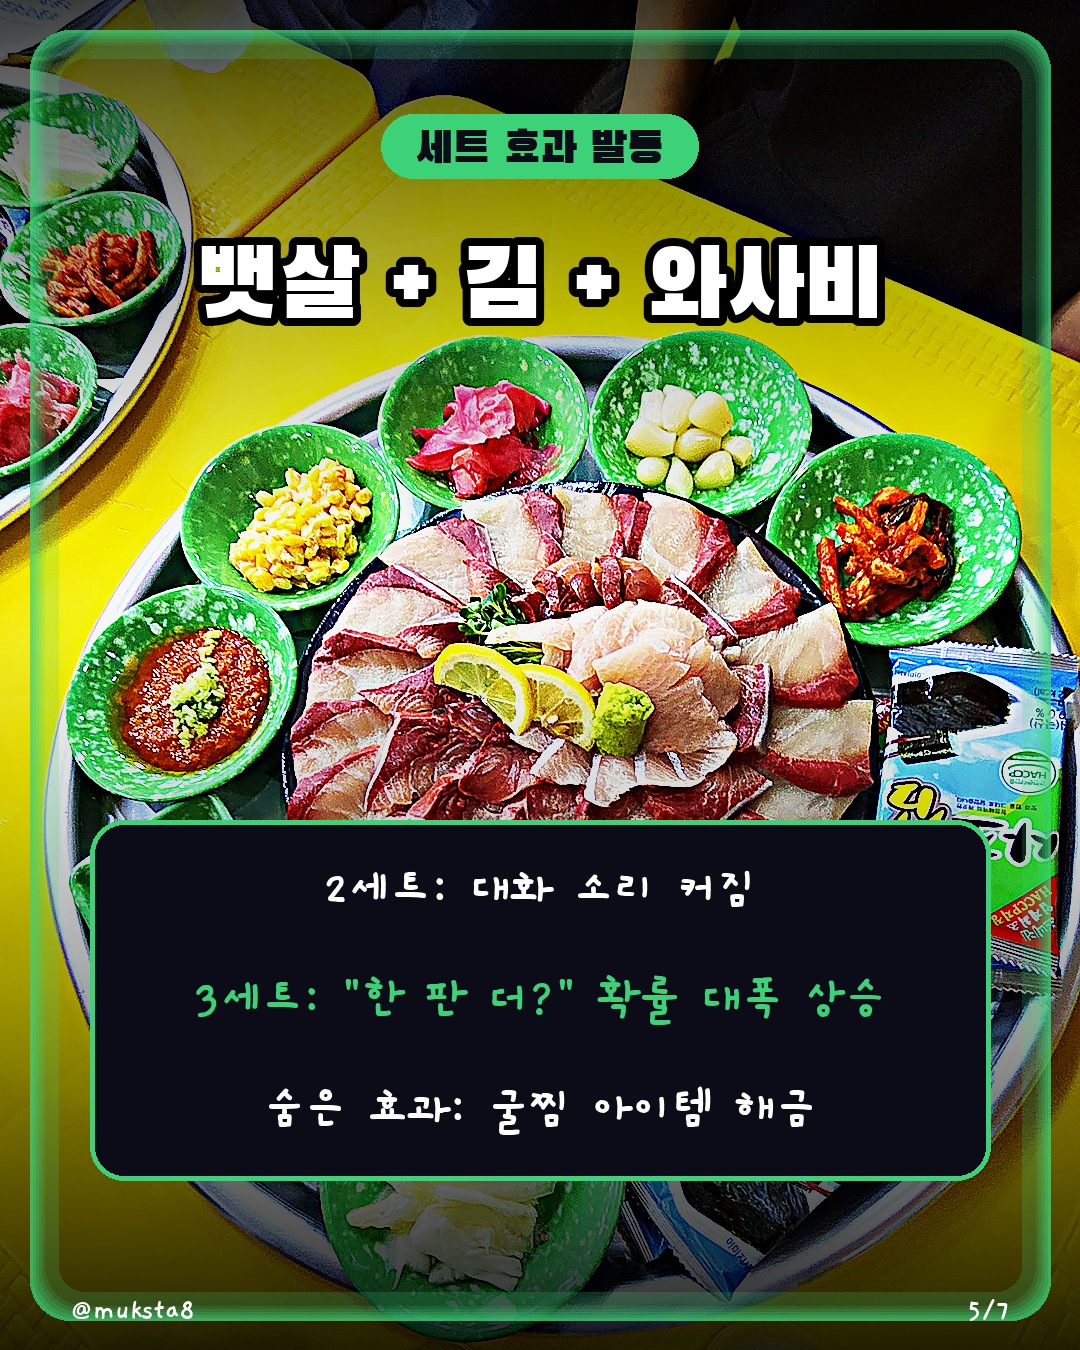 세트 효과 발동
뱃살 + 김 + 와사비
HACCP
2세트: 대화 소리 커짐
3세트: "한 판 더?" 확률 대폭 상승
숨은 효과: 굴찜 아이템 해금
@muksta8
5/7